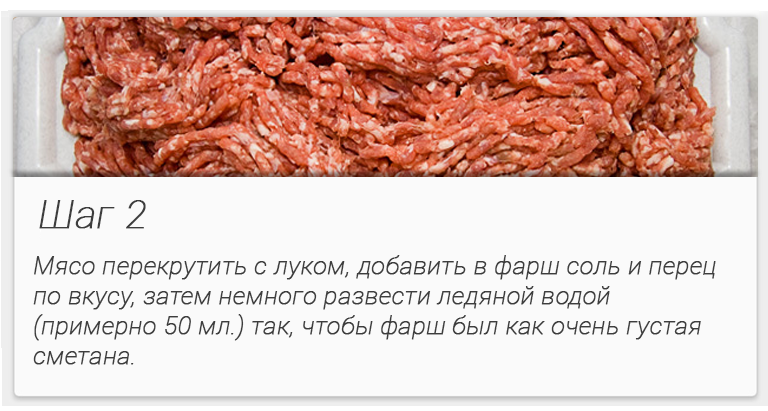 Шаг 2
Мясо перекрутить с луком, добавить в фарш соль и перец
по вкусу, затем немного развести ледяной водой
(примерно 50 мл.) так, чтобы фарш был как очень густая
сметана.